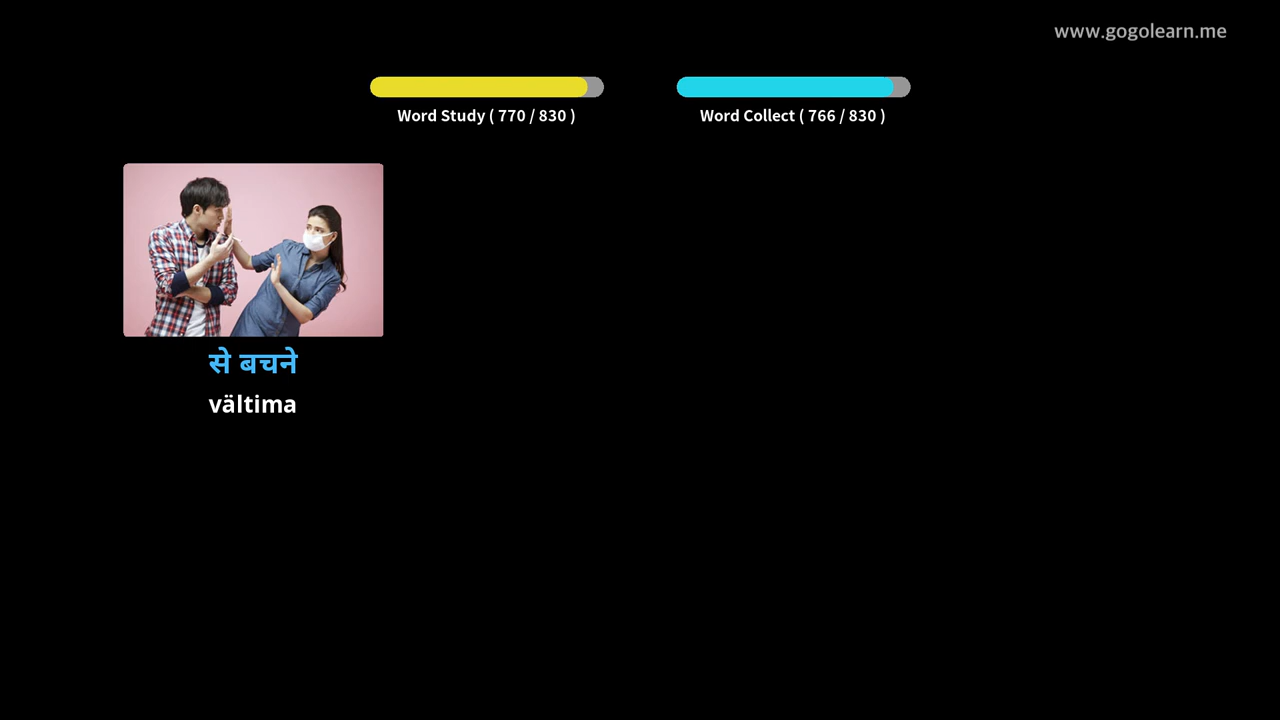 www.gogolearn.me
Word Study ( 770 / 830 )
Word Collect ( 766 / 830 )
से बचने
vältima